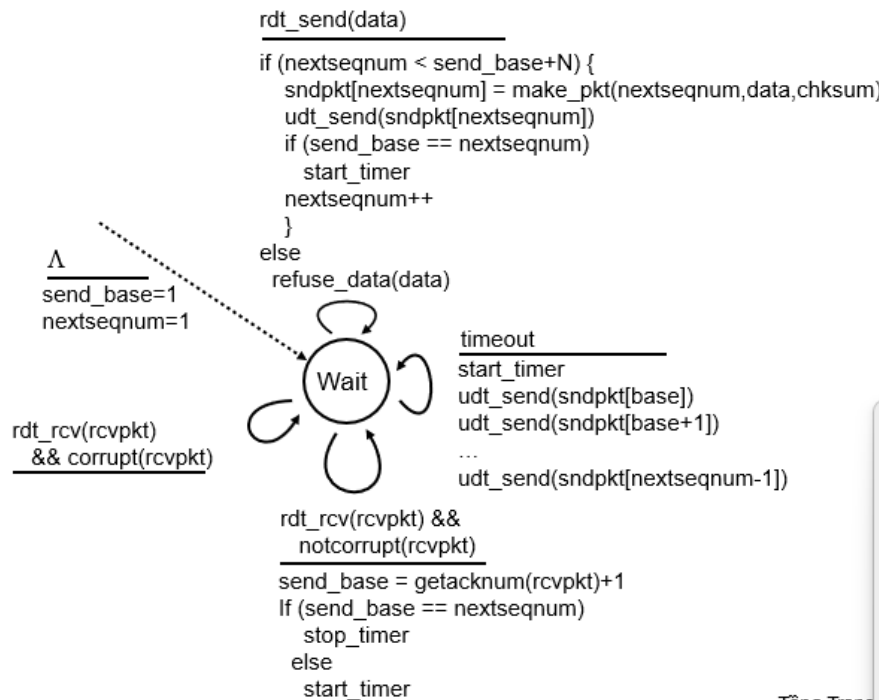 rdt_send(data)
if (nextseqnum < send_base+N) {
sndpkt[nextseqnum] = make_pkt(nextseqnum,data,chksum)
udt_send(sndpkt[nextseqnum])
if (send_base == nextseqnum)
start_timer
nextseqnum++
}
else
refuse_data(data)
Λ
send_base=1
nextseqnum=1
Wait
timeout
start_timer
udt_send(sndpkt[base])
udt_send(sndpkt[base+1])
...
udt_send(sndpkt[nextseqnum-1])
rdt_rcv(rcvpkt)
&& corrupt(rcvpkt)
rdt_rcv(rcvpkt) &&
notcorrupt(rcvpkt)
send_base = getacknum(rcvpkt)+1
If (send_base == nextseqnum)
stop_timer
else
start_timer